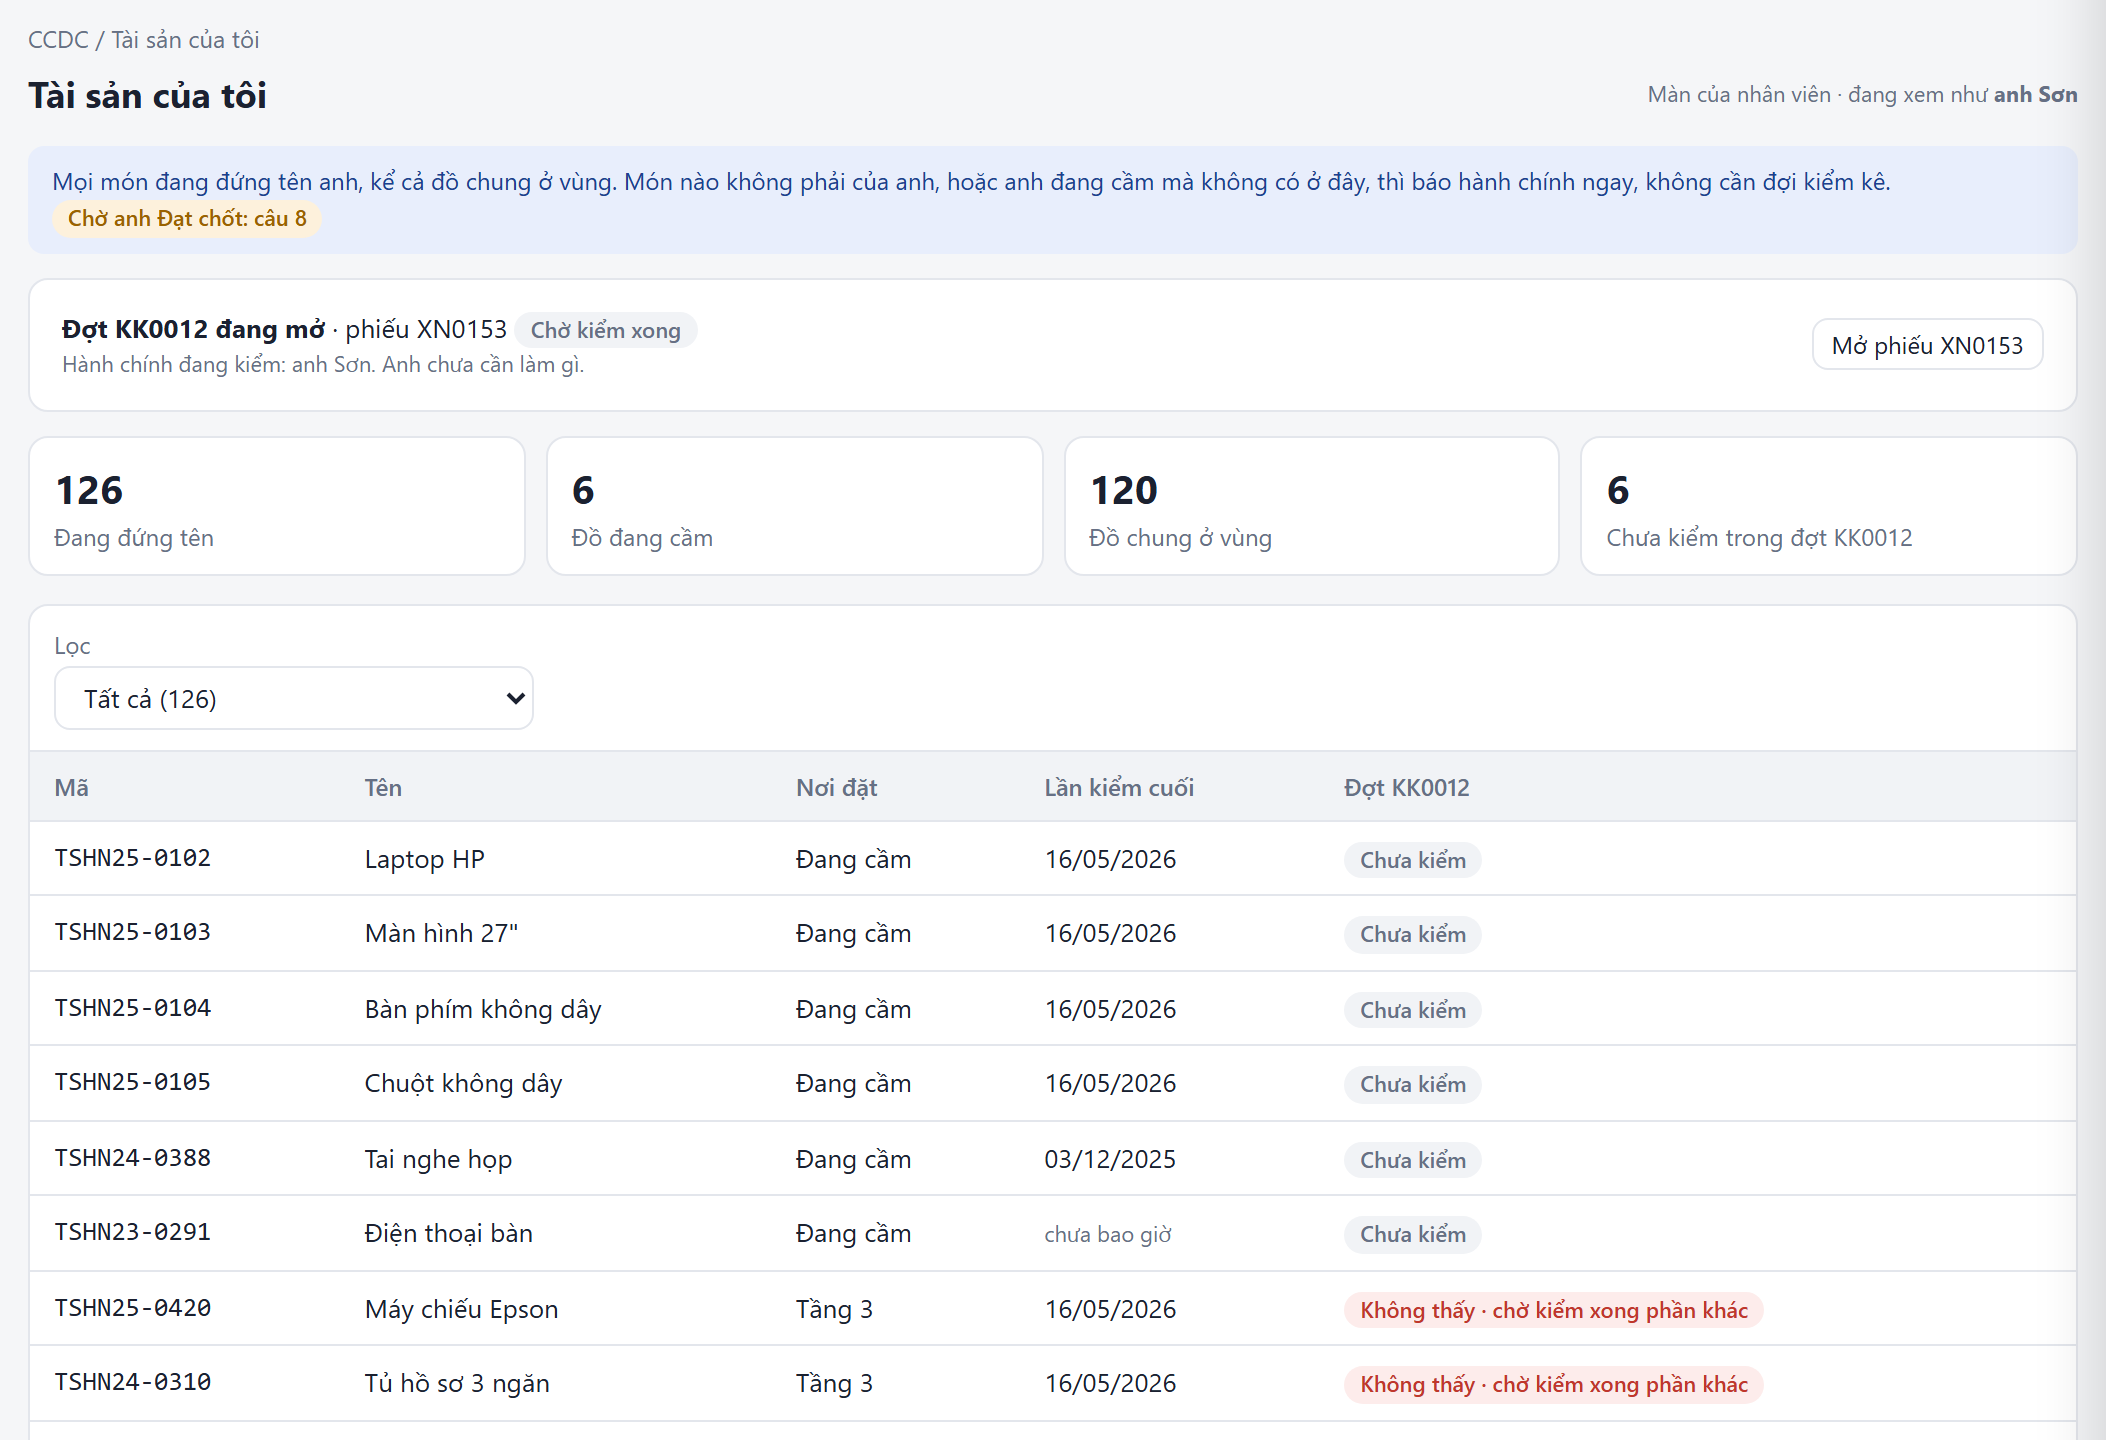 CCDC / Tài sản của tôi
Tài sản của tôi
Màn của nhân viên · đang xem như anh Sơn
Mọi món đang đứng tên anh, kể cả đồ chung ở vùng. Món nào không phải của anh, hoặc anh đang cầm mà không có ở đây, thì báo hành chính ngay, không cần đợi kiểm kê.
Chờ anh Đạt chốt: câu 8
Đợt KK0012 đang mở · phiếu XN0153 Chờ kiểm xong
Hành chính đang kiểm: anh Sơn. Anh chưa cần làm gì.
Mở phiếu XN0153
126
Đang đứng tên
6
Đồ đang cầm
120
Đồ chung ở vùng
6
Chưa kiểm trong đợt KK0012
Lọc
Tất cả (126)
Mã Tên Nơi đặt Lần kiểm cuối Đợt KK0012
TSHN25-0102 Laptop HP Đang cầm 16/05/2026 Chưa kiểm
TSHN25-0103 Màn hình 27" Đang cầm 16/05/2026 Chưa kiểm
TSHN25-0104 Bàn phím không dây Đang cầm 16/05/2026 Chưa kiểm
TSHN25-0105 Chuột không dây Đang cầm 16/05/2026 Chưa kiểm
TSHN24-0388 Tai nghe họp Đang cầm 03/12/2025 Chưa kiểm
TSHN23-0291 Điện thoại bàn Đang cầm chưa bao giờ Chưa kiểm
TSHN25-0420 Máy chiếu Epson Tầng 3 16/05/2026 Không thấy · chờ kiểm xong phần khác
TSHN24-0310 Tủ hồ sơ 3 ngăn Tầng 3 16/05/2026 Không thấy · chờ kiểm xong phần khác